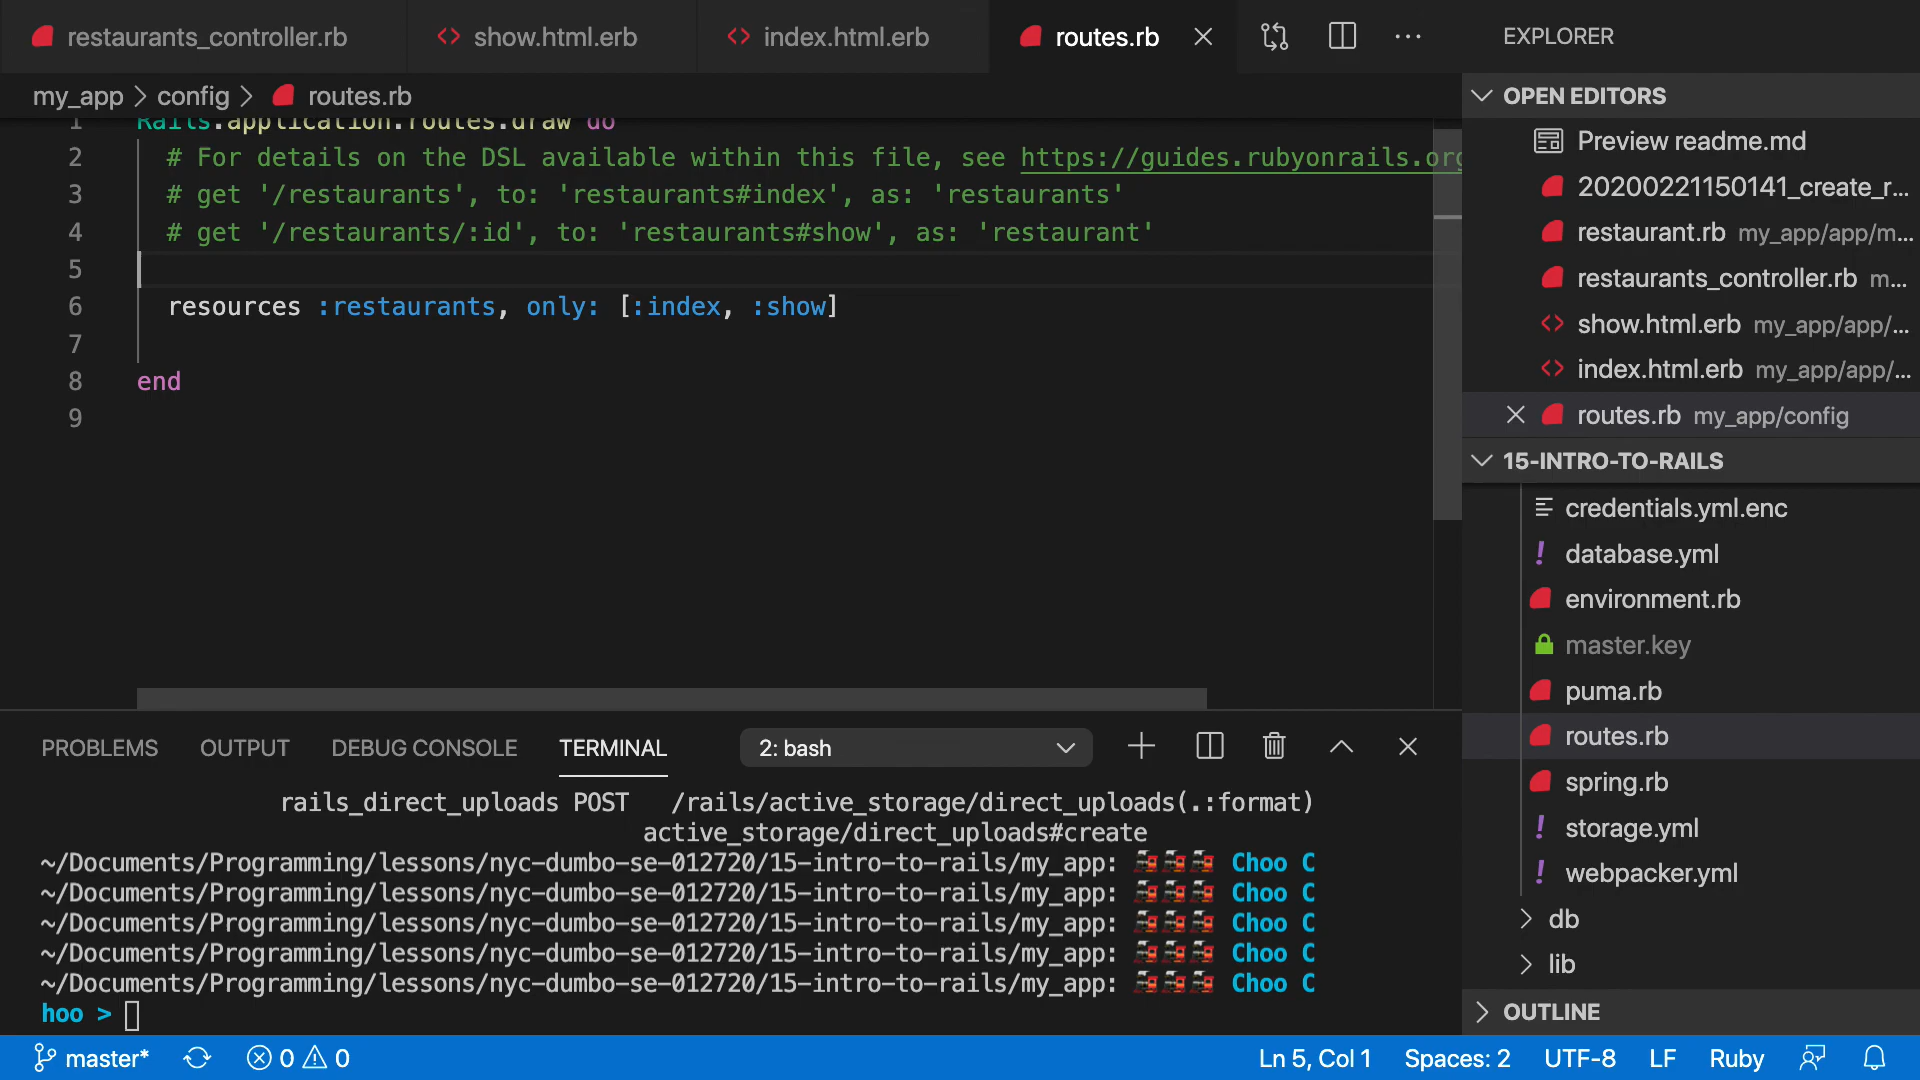 restaurants_controller.rb
show.html.erb
index.html.erb
routes.rb
my_app > config > routes.rb
1 Rails.application.routes.draw do
2 # For details on the DSL available within this file, see https://guides.rubyonrails.org
3 # get '/restaurants', to: 'restaurants#index', as: 'restaurants'
4 # get '/restaurants/:id', to: 'restaurants#show', as: 'restaurant'
5
6 resources :restaurants, only: [:index, :show]
7
8 end
9
EXPLORER
OPEN EDITORS
Preview readme.md
20200221150141_create_r...
restaurant.rb my_app/app/m...
restaurants_controller.rb m...
show.html.erb my_app/app/...
index.html.erb my_app/app/...
routes.rb my_app/config
15-INTRO-TO-RAILS
credentials.yml.enc
database.yml
environment.rb
master.key
puma.rb
routes.rb
spring.rb
storage.yml
webpacker.yml
db
lib
OUTLINE
PROBLEMS OUTPUT DEBUG CONSOLE TERMINAL 2: bash
rails_direct_uploads POST /rails/active_storage/direct_uploads(.:format)
active_storage/direct_uploads#create
~/Documents/Programming/lessons/nyc-dumbo-se-012720/15-intro-to-rails/my_app: 🚂🚂🚂 Choo C
~/Documents/Programming/lessons/nyc-dumbo-se-012720/15-intro-to-rails/my_app: 🚂🚂🚂 Choo C
~/Documents/Programming/lessons/nyc-dumbo-se-012720/15-intro-to-rails/my_app: 🚂🚂🚂 Choo C
~/Documents/Programming/lessons/nyc-dumbo-se-012720/15-intro-to-rails/my_app: 🚂🚂🚂 Choo C
~/Documents/Programming/lessons/nyc-dumbo-se-012720/15-intro-to-rails/my_app: 🚂🚂🚂 Choo C
hoo >
master* 0 0 Ln 5, Col 1 Spaces: 2 UTF-8 LF Ruby